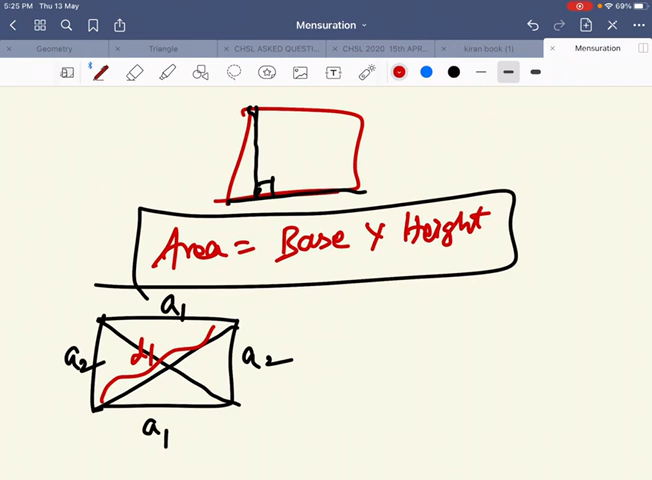 5:25 PM Thu 13 May
69%
Mensuration
Geometry
Triangle
CHSL ASKED QUESTI...
CHSL 2020 15th APR...
kiran book (1)
Mensuration
Area = Base × Height
a1
a2
d1
a2
a1